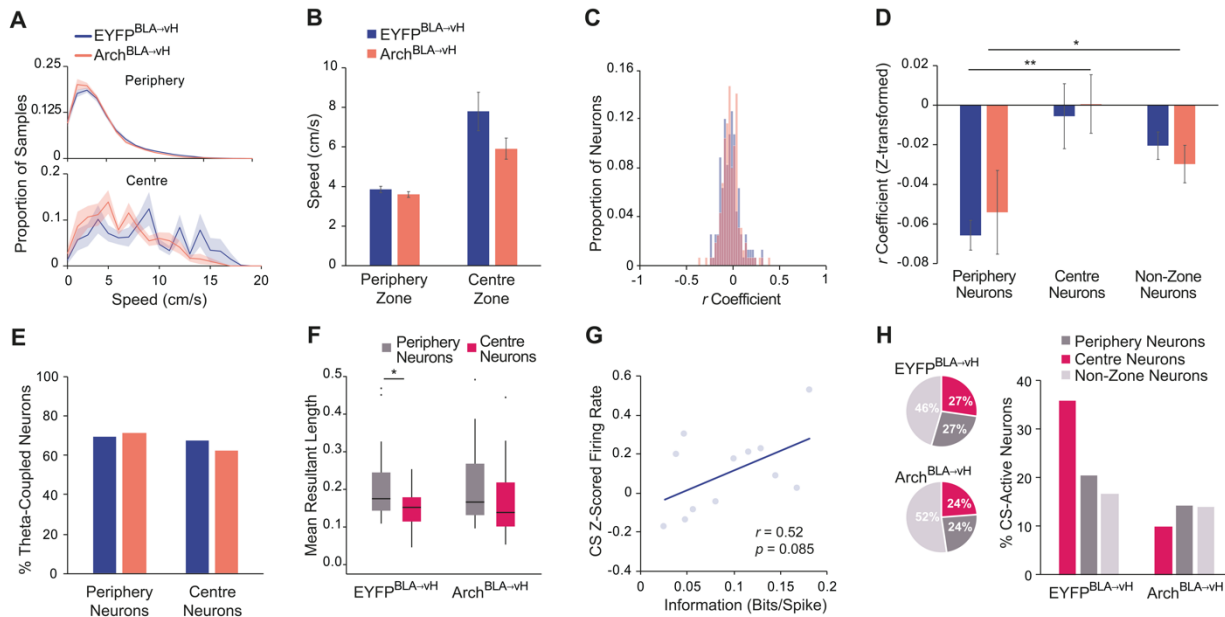 A
EYFP^BLA→vH
Arch^BLA→vH
Periphery
0.25
0.125
0
Centre
0.2
0.1
0
0 5 10 15 20
Proportion of Samples
Speed (cm/s)
B
EYFP^BLA→vH
Arch^BLA→vH
10
8
6
4
2
0
Speed (cm/s)
Periphery Centre
Zone Zone
C
0.16
0.12
0.08
0.04
0
Proportion of Neurons
-1 -0.5 0 0.5 1
r Coefficient
D
*
**
0
-0.02
-0.04
-0.06
-0.08
r Coefficient (Z-transformed)
Periphery Centre Non-Zone
Neurons Neurons Neurons
E
100
80
60
40
20
0
% Theta-Coupled Neurons
Periphery Centre
Neurons Neurons
F
Periphery Centre
Neurons Neurons
*
0.5
0.4
0.3
0.2
0.1
0
Mean Resultant Length
EYFP^BLA→vH Arch^BLA→vH
G
0.6
0.4
0.2
0
-0.2
-0.4
CS Z-Scored Firing Rate
r = 0.52
p = 0.085
0 0.05 0.1 0.15 0.2
Information (Bits/Spike)
H
Periphery Neurons
Centre Neurons
Non-Zone Neurons
EYFP^BLA→vH
46% 27%
27%
Arch^BLA→vH
52% 24%
24%
40
30
20
10
0
% CS-Active Neurons
EYFP^BLA→vH Arch^BLA→vH